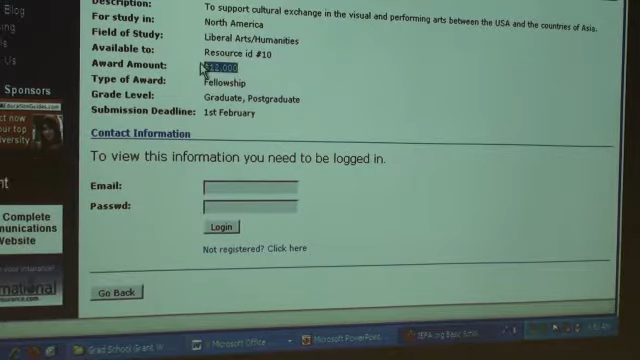 Blog
Description:
To support cultural exchange in the visual and performing arts between the USA and the countries of Asia.
For study in:
North America
Field of Study:
Liberal Arts/Humanities
Us
Available to:
Resource id #10
Award Amount:
$12,000
Type of Award:
Fellowship
Sponsors
Grade Level:
Graduate, Postgraduate
Submission Deadline:
1st February
Contact Information
To view this information you need to be logged in.
Email:
Passwd:
Login
Complete
Website
Not registered? Click here
Go Back
Grad School Grant W
Microsoft Office
Microsoft PowerPoint